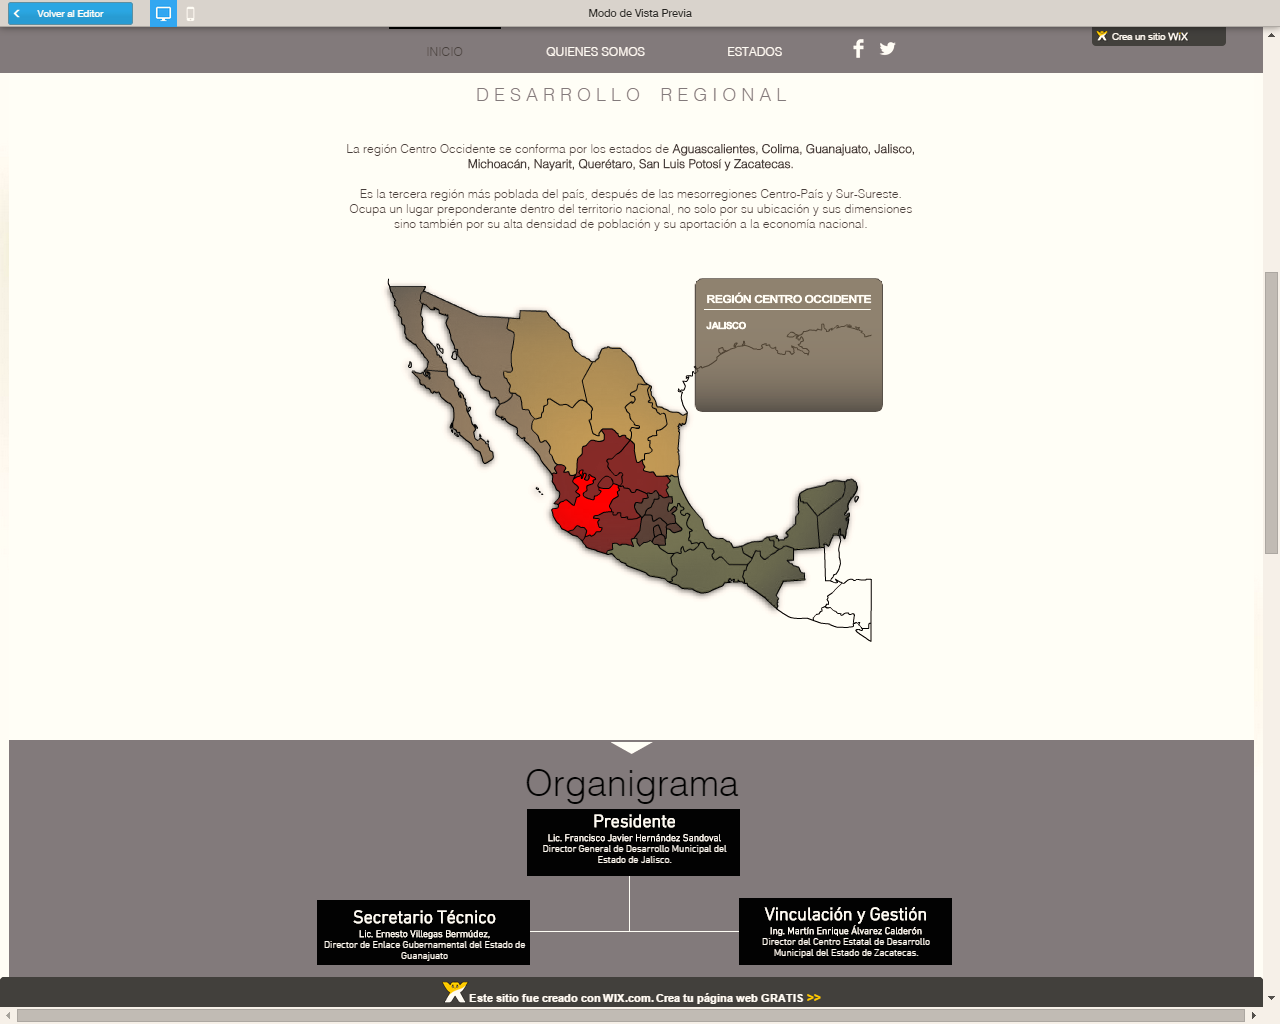 Volver al Editor
Modo de Vista Previa
INICIO
QUIENES SOMOS
ESTADOS
Crea un sitio WiX
DESARROLLO REGIONAL
La región Centro Occidente se conforma por los estados de Aguascalientes, Colima, Guanajuato, Jalisco,
Michoacán, Nayarit, Querétaro, San Luis Potosí y Zacatecas.
Es la tercera región más poblada del país, después de las mesorregiones Centro-País y Sur-Sureste.
Ocupa un lugar preponderante dentro del territorio nacional, no solo por su ubicación y sus dimensiones
sino también por su alta densidad de población y su aportación a la economía nacional.
REGIÓN CENTRO OCCIDENTE
JALISCO
Organigrama
Presidente
Lic. Francisco Javier Hernández Sandoval
Director General de Desarrollo Municipal del
Estado de Jalisco.
Secretario Técnico
Lic. Ernesto Villegas Bermúdez,
Director de Enlace Gubernamental del Estado de
Guanajuato
Vinculación y Gestión
Ing. Martín Enrique Álvarez Calderón
Director del Centro Estatal de Desarrollo
Municipal del Estado de Zacatecas.
Este sitio fue creado con WIX.com. Crea tu página web GRATIS >>